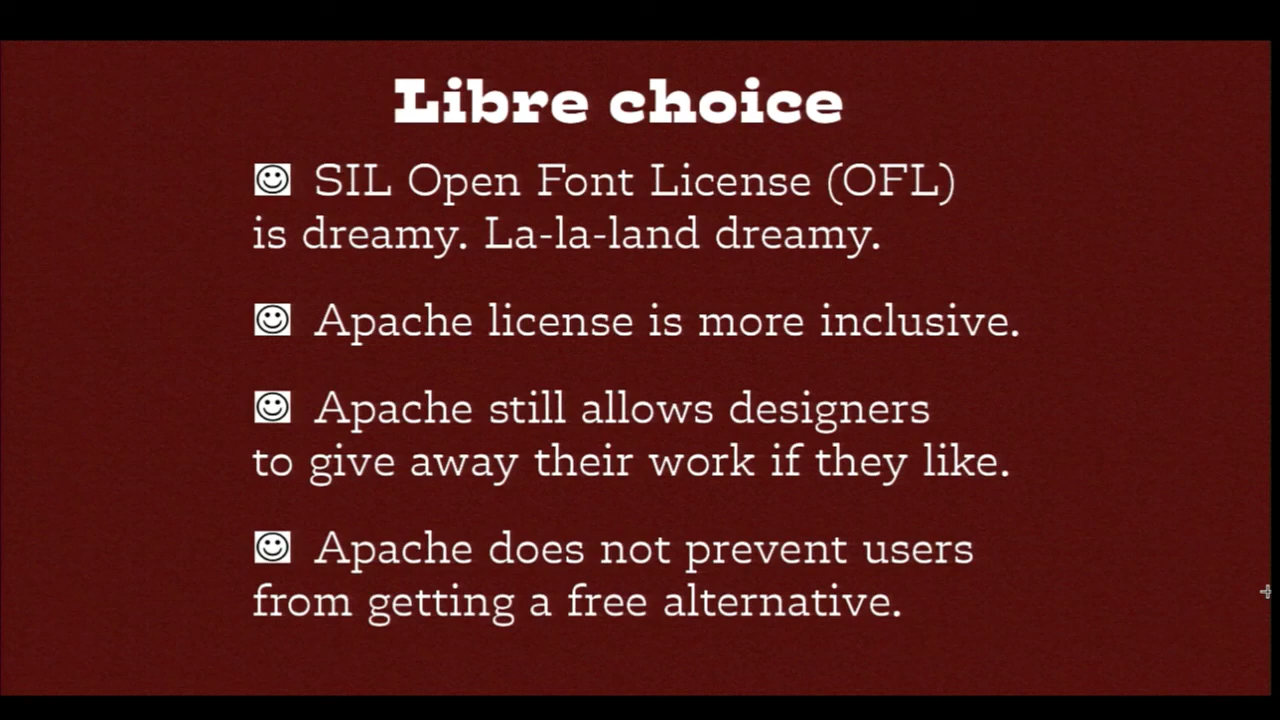 Libre choice
☺ SIL Open Font License (OFL)
is dreamy. La-la-land dreamy.
☺ Apache license is more inclusive.
☺ Apache still allows designers
to give away their work if they like.
☺ Apache does not prevent users
from getting a free alternative.